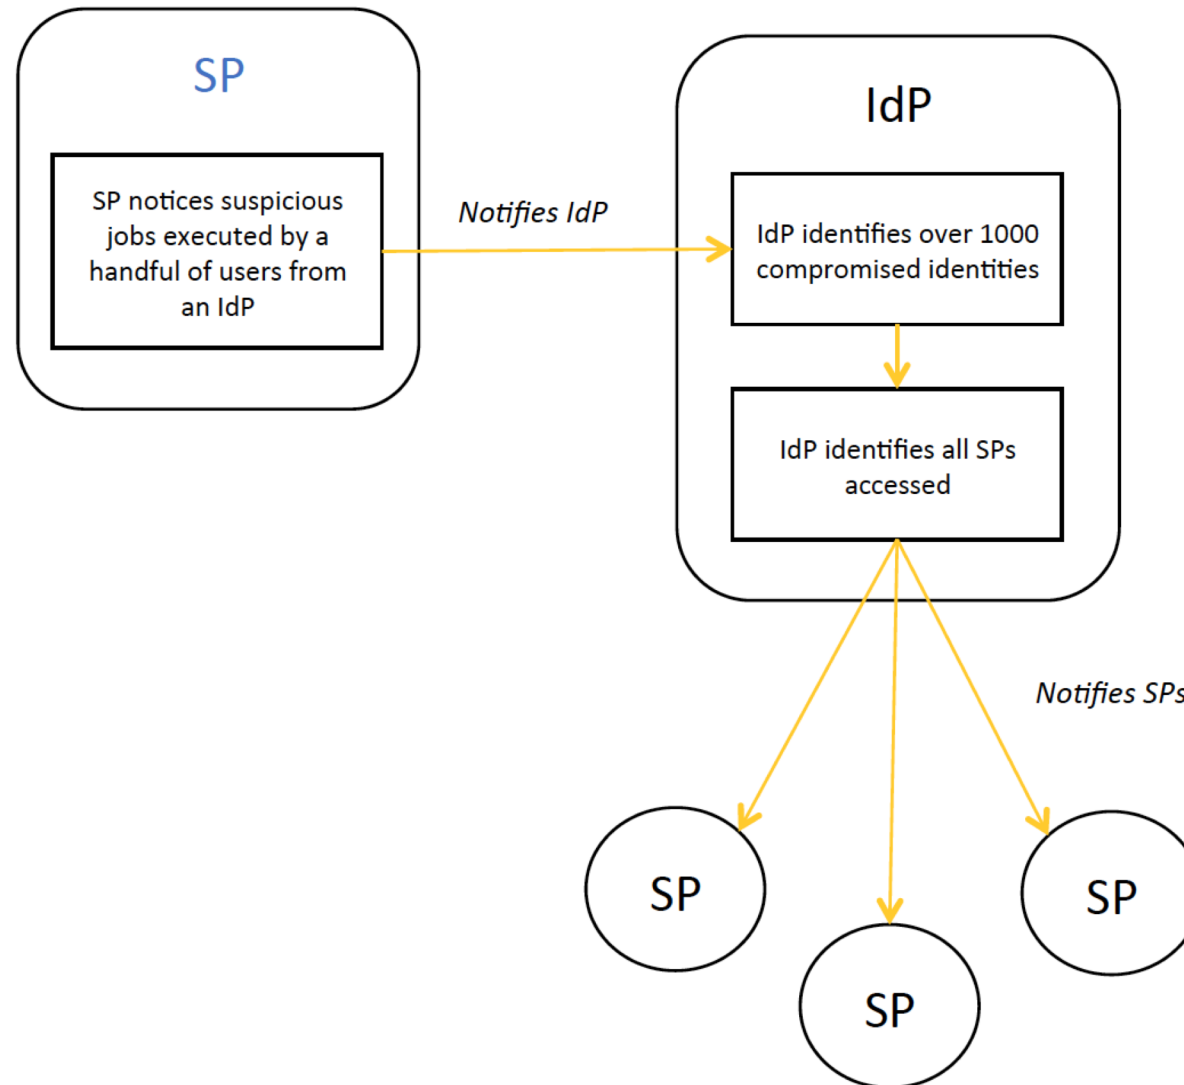 SP
SP notices suspicious
jobs executed by a
handful of users from
an IdP
Notifies IdP
IdP
IdP identifies over 1000
compromised identities
IdP identifies all SPs
accessed
Notifies SPs
SP
SP
SP